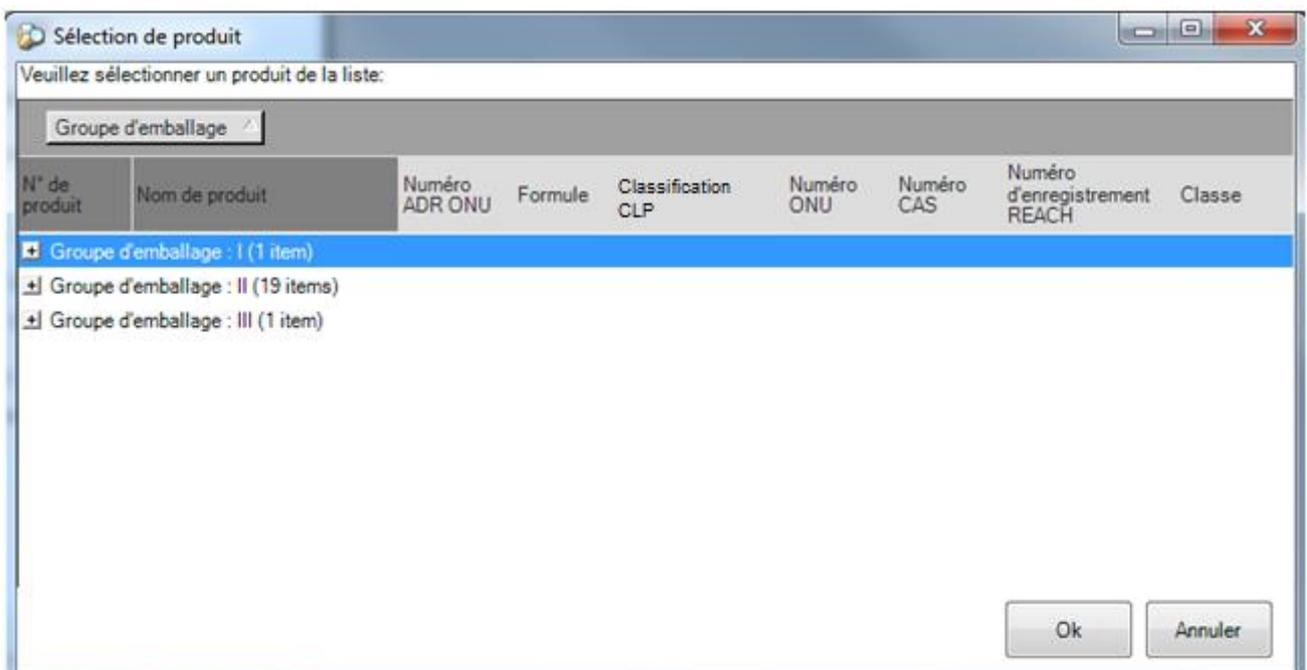 Sélection de produit
Veuillez sélectionner un produit de la liste:
Groupe d'emballage
N° de produit
Nom de produit
Numéro ADR ONU
Formule
Classification CLP
Numéro ONU
Numéro CAS
Numéro d'enregistrement REACH
Classe
Groupe d'emballage : I (1 item)
Groupe d'emballage : II (19 items)
Groupe d'emballage : III (1 item)
Ok
Annuler